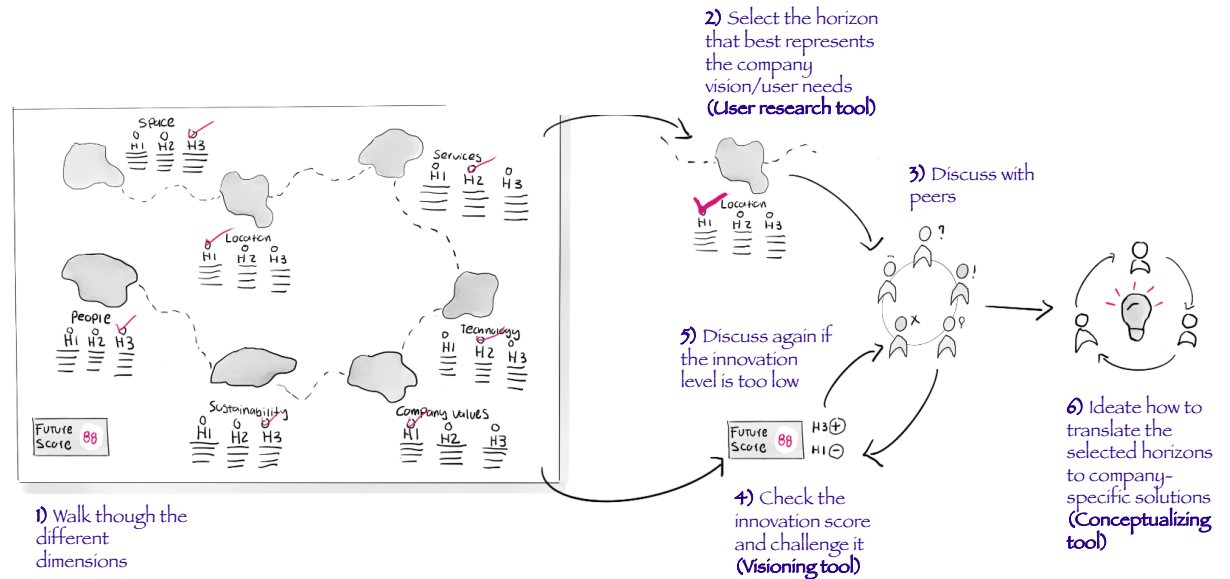 Space
H1 H2 H3
Services
H1 H2 H3
Location
H1 H2 H3
People
H1 H2 H3
Technology
H1 H2 H3
Sustainability
H1 H2 H3
Company values
H1 H2 H3
Future
Score 88
1) Walk though the
different
dimensions
2) Select the horizon
that best represents
the company
vision/user needs
(User research tool)
Location
H1 H2 H3
3) Discuss with
peers
...
?
!
x
5) Discuss again if
the innovation
level is too low
Future
Score 88
H3 +
H1 -
4) Check the
innovation score
and challenge it
(Visioning tool)
6) Ideate how to
translate the
selected horizons
to company-
specific solutions
(Conceptualizing
tool)